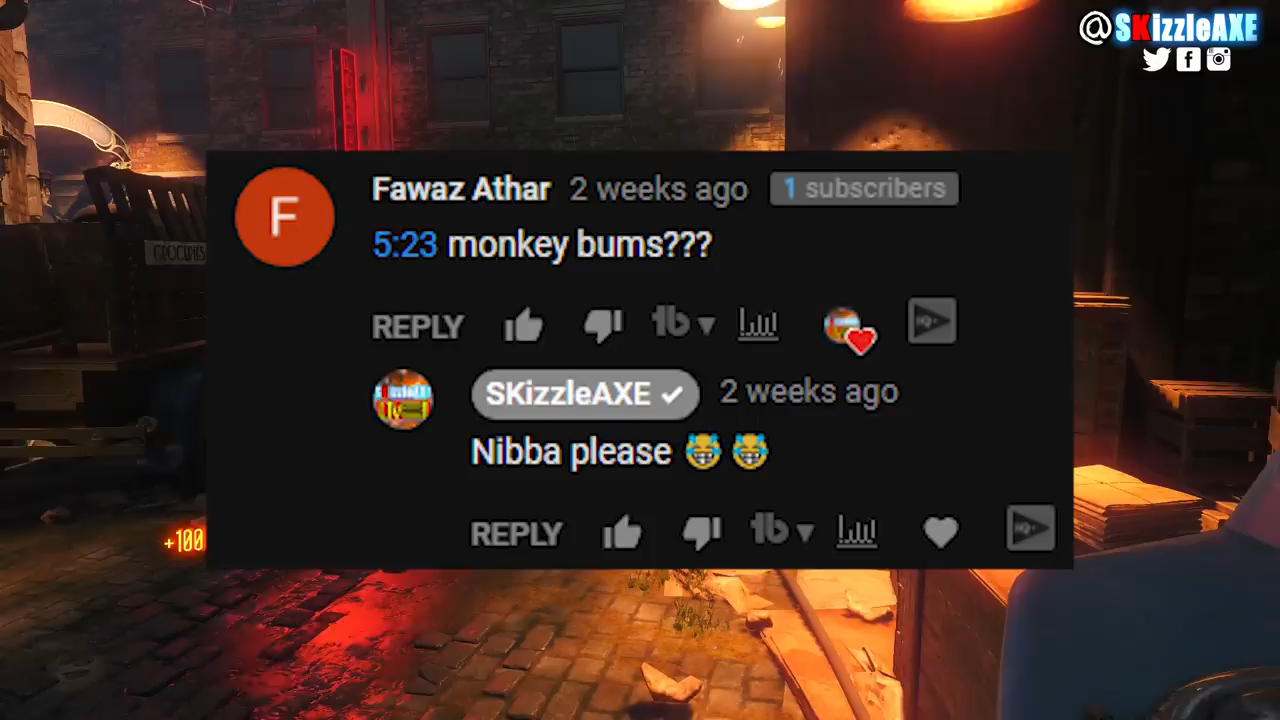 @SKizzleAXE
Fawaz Athar 2 weeks ago 1 subscribers
5:23 monkey bums???
REPLY
SKizzleAXE 2 weeks ago
Nibba please 😹 😹
REPLY
GROCERIES
+100